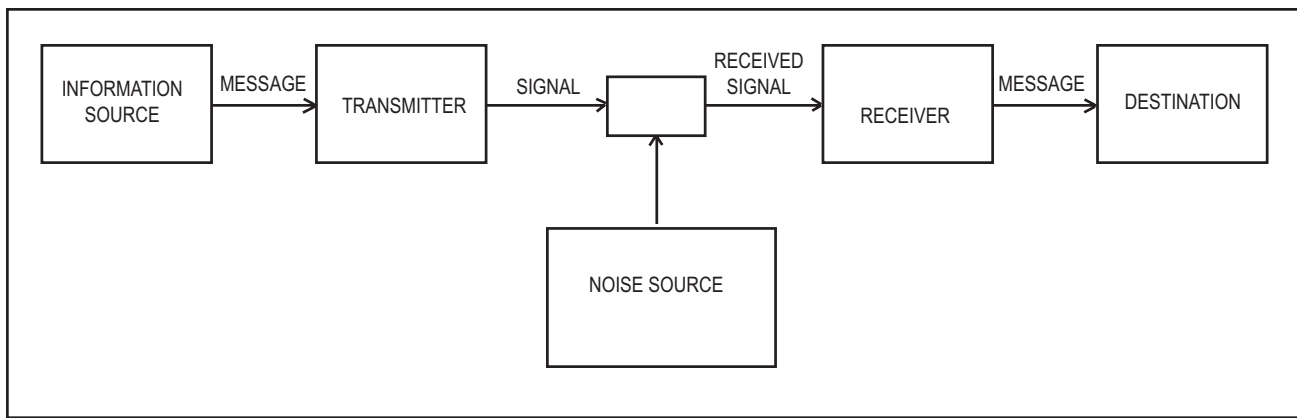 INFORMATION
SOURCE
MESSAGE
TRANSMITTER
SIGNAL
RECEIVED
SIGNAL
RECEIVER
MESSAGE
DESTINATION
NOISE SOURCE